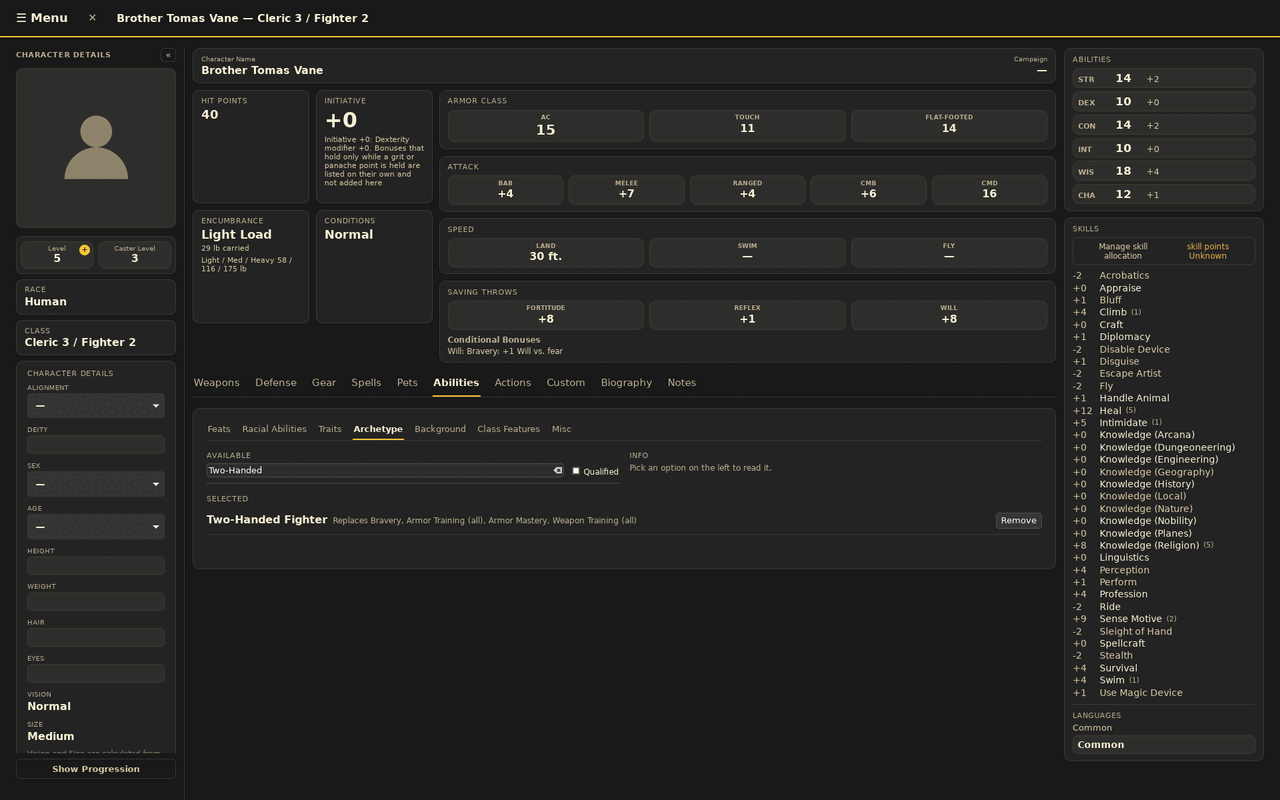 ☰ Menu
×
Brother Tomas Vane — Cleric 3 / Fighter 2
CHARACTER DETAILS
«
Level
5
+
Caster Level
3
RACE
Human
CLASS
Cleric 3 / Fighter 2
CHARACTER DETAILS
ALIGNMENT
—
DEITY
SEX
—
AGE
—
HEIGHT
WEIGHT
HAIR
EYES
VISION
Normal
SIZE
Medium
Vision and Size are calculated from
Show Progression
Character Name
Brother Tomas Vane
Campaign
—
HIT POINTS
40
INITIATIVE
+0
Initiative +0: Dexterity
modifier +0. Bonuses that
hold only while a grit or
panache point is held are
listed on their own and
not added here
ENCUMBRANCE
Light Load
29 lb carried
Light / Med / Heavy 58 /
116 / 175 lb
CONDITIONS
Normal
ARMOR CLASS
AC
15
TOUCH
11
FLAT-FOOTED
14
ATTACK
BAB
+4
MELEE
+7
RANGED
+4
CMB
+6
CMD
16
SPEED
LAND
30 ft.
SWIM
—
FLY
—
SAVING THROWS
FORTITUDE
+8
REFLEX
+1
WILL
+8
Conditional Bonuses
Will: Bravery: +1 Will vs. fear
Weapons Defense Gear Spells Pets Abilities Actions Custom Biography Notes
Feats Racial Abilities Traits Archetype Background Class Features Misc
AVAILABLE
Two-Handed
Qualified
INFO
Pick an option on the left to read it.
SELECTED
Two-Handed Fighter Replaces Bravery, Armor Training (all), Armor Mastery, Weapon Training (all)
Remove
ABILITIES
STR 14 +2
DEX 10 +0
CON 14 +2
INT 10 +0
WIS 18 +4
CHA 12 +1
SKILLS
Manage skill
allocation
skill points
Unknown
-2 Acrobatics
+0 Appraise
+1 Bluff
+4 Climb (1)
+0 Craft
+1 Diplomacy
-2 Disable Device
+1 Disguise
-2 Escape Artist
-2 Fly
+1 Handle Animal
+12 Heal (5)
+5 Intimidate (1)
+0 Knowledge (Arcana)
+0 Knowledge (Dungeoneering)
+0 Knowledge (Engineering)
+0 Knowledge (Geography)
+0 Knowledge (History)
+0 Knowledge (Local)
+0 Knowledge (Nature)
+0 Knowledge (Nobility)
+0 Knowledge (Planes)
+8 Knowledge (Religion) (5)
+0 Linguistics
+4 Perception
+1 Perform
+4 Profession
-2 Ride
+9 Sense Motive (2)
-2 Sleight of Hand
+0 Spellcraft
-2 Stealth
+4 Survival
+4 Swim (1)
+1 Use Magic Device
LANGUAGES
Common
Common